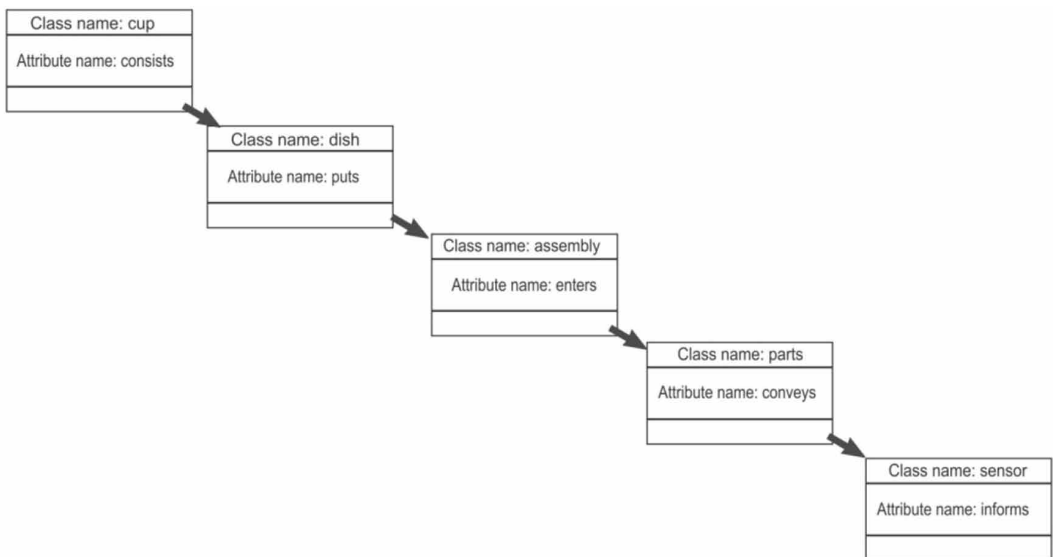 Class name: cup
Attribute name: consists
Class name: dish
Attribute name: puts
Class name: assembly
Attribute name: enters
Class name: parts
Attribute name: conveys
Class name: sensor
Attribute name: informs